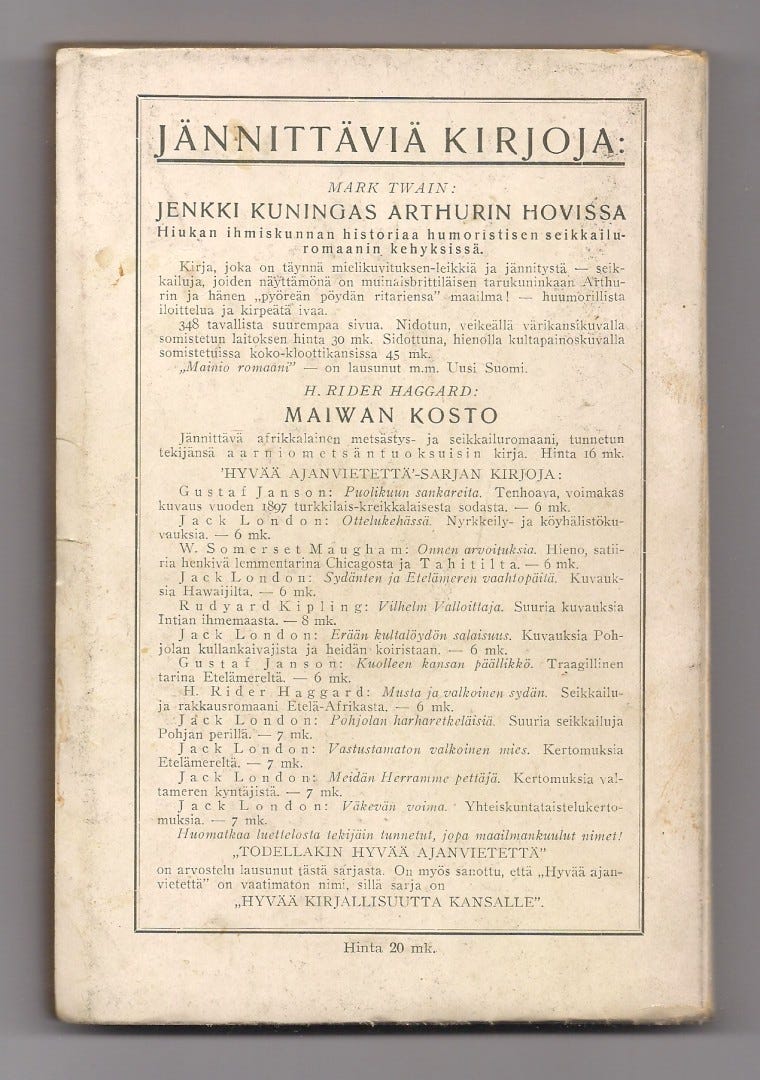 JÄNNITTÄVIÄ KIRJOJA:
MARK TWAIN:
JENKKI KUNINGAS ARTHURIN HOVISSA
Hiukan ihmiskunnan historiaa humoristisen seikkailu-
romaanin kehyksissä.
Kirja, joka on täynnä mielikuvituksen-leikkiä ja jännitystä — seik-
kailuja, joiden näyttämönä on muinaisbrittiläisen tarukuninkaan Arthu-
rin ja hänen „pyöreän pöydän ritariensa" maailma! — huumorillista
iloittelua ja kirpeätä ivaa.
348 tavallista suurempaa sivua. Nidotun, veikeällä värikansikuvalla
somistetun laitoksen hinta 30 mk. Sidottuna, hienolla kultapainoskuvalla
somistetuissa koko-kloottikansissa 45 mk.
„Mainio romaani" — on lausunut m.m. Uusi Suomi.
H. RIDER HAGGARD:
MAIWAN KOSTO
Jännittävä afrikkalainen metsästys- ja seikkailuromaani, tunnetun
tekijänsä aarniometsäntuoksuisin kirja. Hinta 16 mk.
'HYVÄÄ AJANVIETETTÄ'-SARJAN KIRJOJA:
Gustaf Janson: Puolikuun sankareita. Tenhoava, voimakas
kuvaus vuoden 1897 turkkilais-kreikkalaisesta sodasta. — 6 mk.
Jack London: Ottelukehässä. Nyrkkeily- ja köyhälistöku-
vauksia. — 6 mk.
W. Somerset Maugham: Onnen arvoituksia. Hieno, satii-
ria henkivä lemmentarina Chicagosta ja Tahitilta. — 6 mk.
Jack London: Sydänten ja Etelämeren vaahtopäitä. Kuvauk-
sia Hawaijilta. — 6 mk.
Rudyard Kipling: Vilhelm Valloittaja. Suuria kuvauksia
Intian ihmemaasta. — 8 mk.
Jack London: Erään kultalöydön salaisuus. Kuvauksia Poh-
jolan kullankaivajista ja heidän koiristaan. — 6 mk.
Gustaf Janson: Kuolleen kansan päällikkö. Traagillinen
tarina Etelämereltä. — 6 mk.
H. Rider Haggard: Musta ja valkoinen sydän. Seikkailu-
ja rakkausromaani Etelä-Afrikasta. — 6 mk.
Jack London: Pohjolan harharetkeläisiä. Suuria seikkailuja
Pohjan perillä. — 7 mk.
Jack London: Vastustamaton valkoinen mies. Kertomuksia
Etelämereltä. — 7 mk.
Jack London: Meidän Herramme pettäjä. Kertomuksia val-
tameren kyntäjistä. — 7 mk.
Jack London: Väkevän voima. Yhteiskuntataistelukerto-
muksia. — 7 mk.
Huomatkaa luettelosta tekijäin tunnetut, jopa maailmankuulut nimet!
„TODELLAKIN HYVÄÄ AJANVIETETTÄ"
on arvostelu lausunut tästä sarjasta. On myös sanottu, että „Hyvää ajan-
vietettä" on vaatimaton nimi, sillä sarja on
„HYVÄÄ KIRJALLISUUTTA KANSALLE".
Hinta 20 mk.